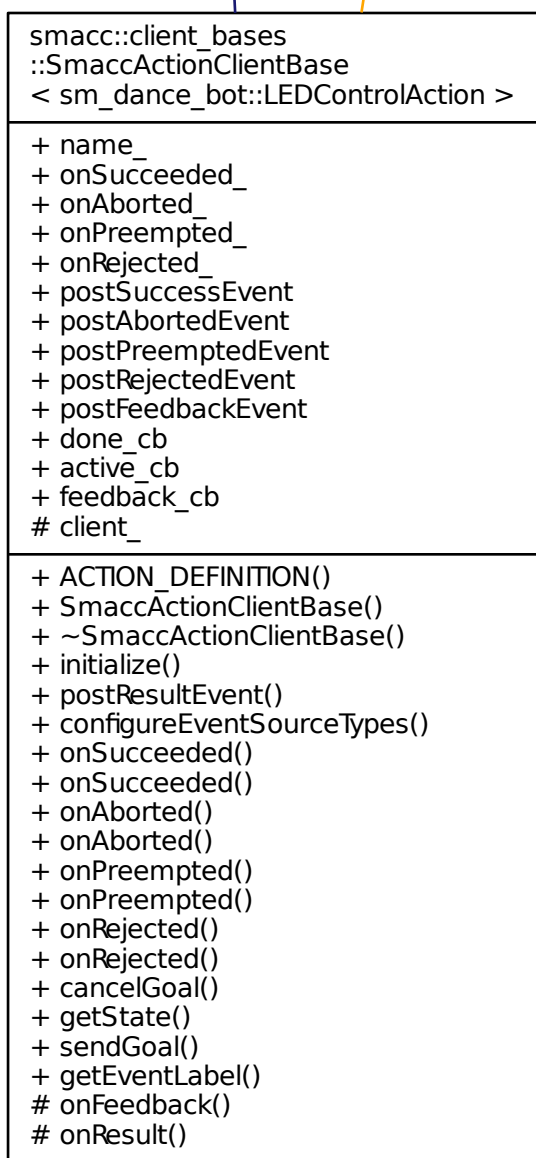 smacc::client_bases
::SmaccActionClientBase
< sm_dance_bot::LEDControlAction >
+ name_
+ onSucceeded_
+ onAborted_
+ onPreempted_
+ onRejected_
+ postSuccessEvent
+ postAbortedEvent
+ postPreemptedEvent
+ postRejectedEvent
+ postFeedbackEvent
+ done_cb
+ active_cb
+ feedback_cb
# client_
+ ACTION_DEFINITION()
+ SmaccActionClientBase()
+ ~SmaccActionClientBase()
+ initialize()
+ postResultEvent()
+ configureEventSourceTypes()
+ onSucceeded()
+ onSucceeded()
+ onAborted()
+ onAborted()
+ onPreempted()
+ onPreempted()
+ onRejected()
+ onRejected()
+ cancelGoal()
+ getState()
+ sendGoal()
+ getEventLabel()
# onFeedback()
# onResult()